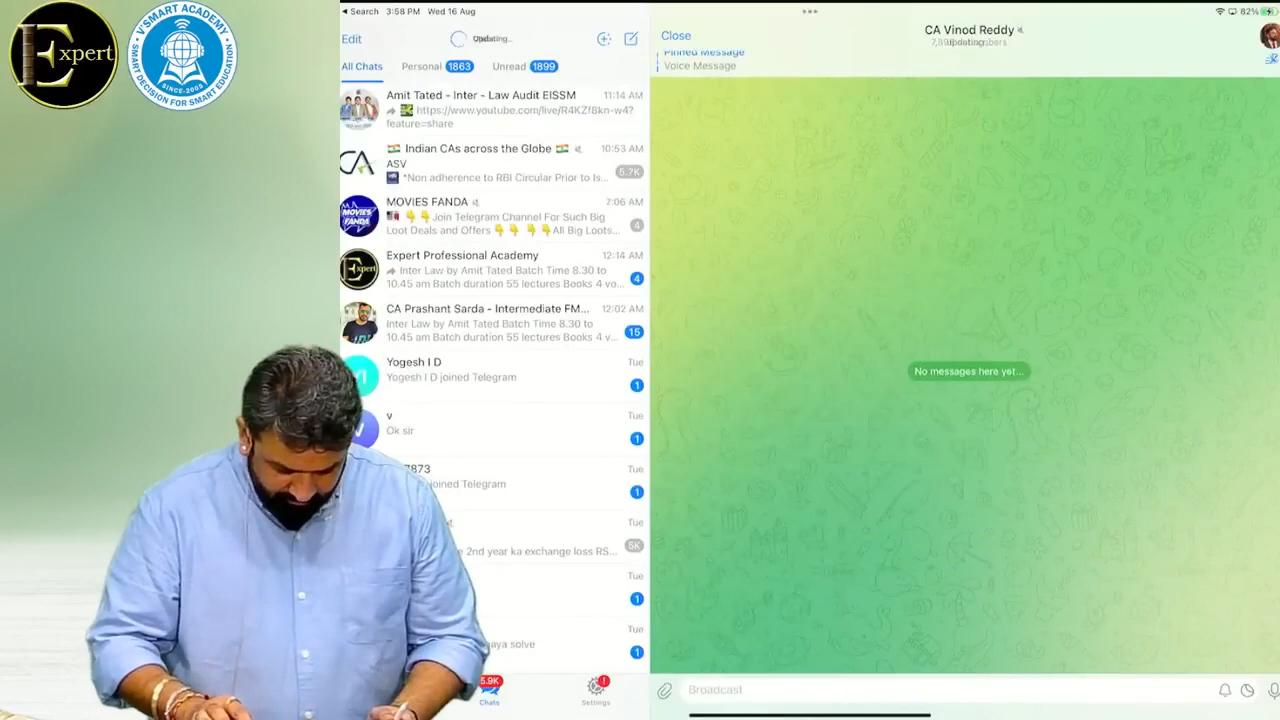 Expert
V'SMART ACADEMY
SINCE-2003
SMART DECISION FOR SMART EDUCATION
Search 3:58 PM Wed 16 Aug
82%
Edit
Updating...
All Chats Personal 1863 Unread 1899
Amit Tated - Inter - Law Audit EISSM 11:14 AM
https://www.youtube.com/live/R4KZf8kn-w4?
feature=share
Indian CAs across the Globe 10:53 AM
ASV
*Non adherence to RBI Circular Prior to Is... 5.7K
MOVIES FANDA 7:06 AM
Join Telegram Channel For Such Big
Loot Deals and Offers All Big Loots... 4
MOVIES
FANDA
Expert Professional Academy 12:14 AM
Inter Law by Amit Tated Batch Time 8.30 to
10.45 am Batch duration 55 lectures Books 4 vo... 4
Expert
CA Prashant Sarda - Intermediate FM... 12:02 AM
Inter Law by Amit Tated Batch Time 8.30 to
10.45 am Batch duration 55 lectures Books 4 v... 15
Yogesh I D Tue
Yogesh I D joined Telegram 1
v Tue
Ok sir 1
7873 Tue
joined Telegram 1
Tue
e 2nd year ka exchange loss RS... 5K
Tue
1
Tue
aya solve 1
5.9K
Chats
!
Settings
Close
CA Vinod Reddy
Pinned Message
Voice Message
No messages here yet...
Broadcast